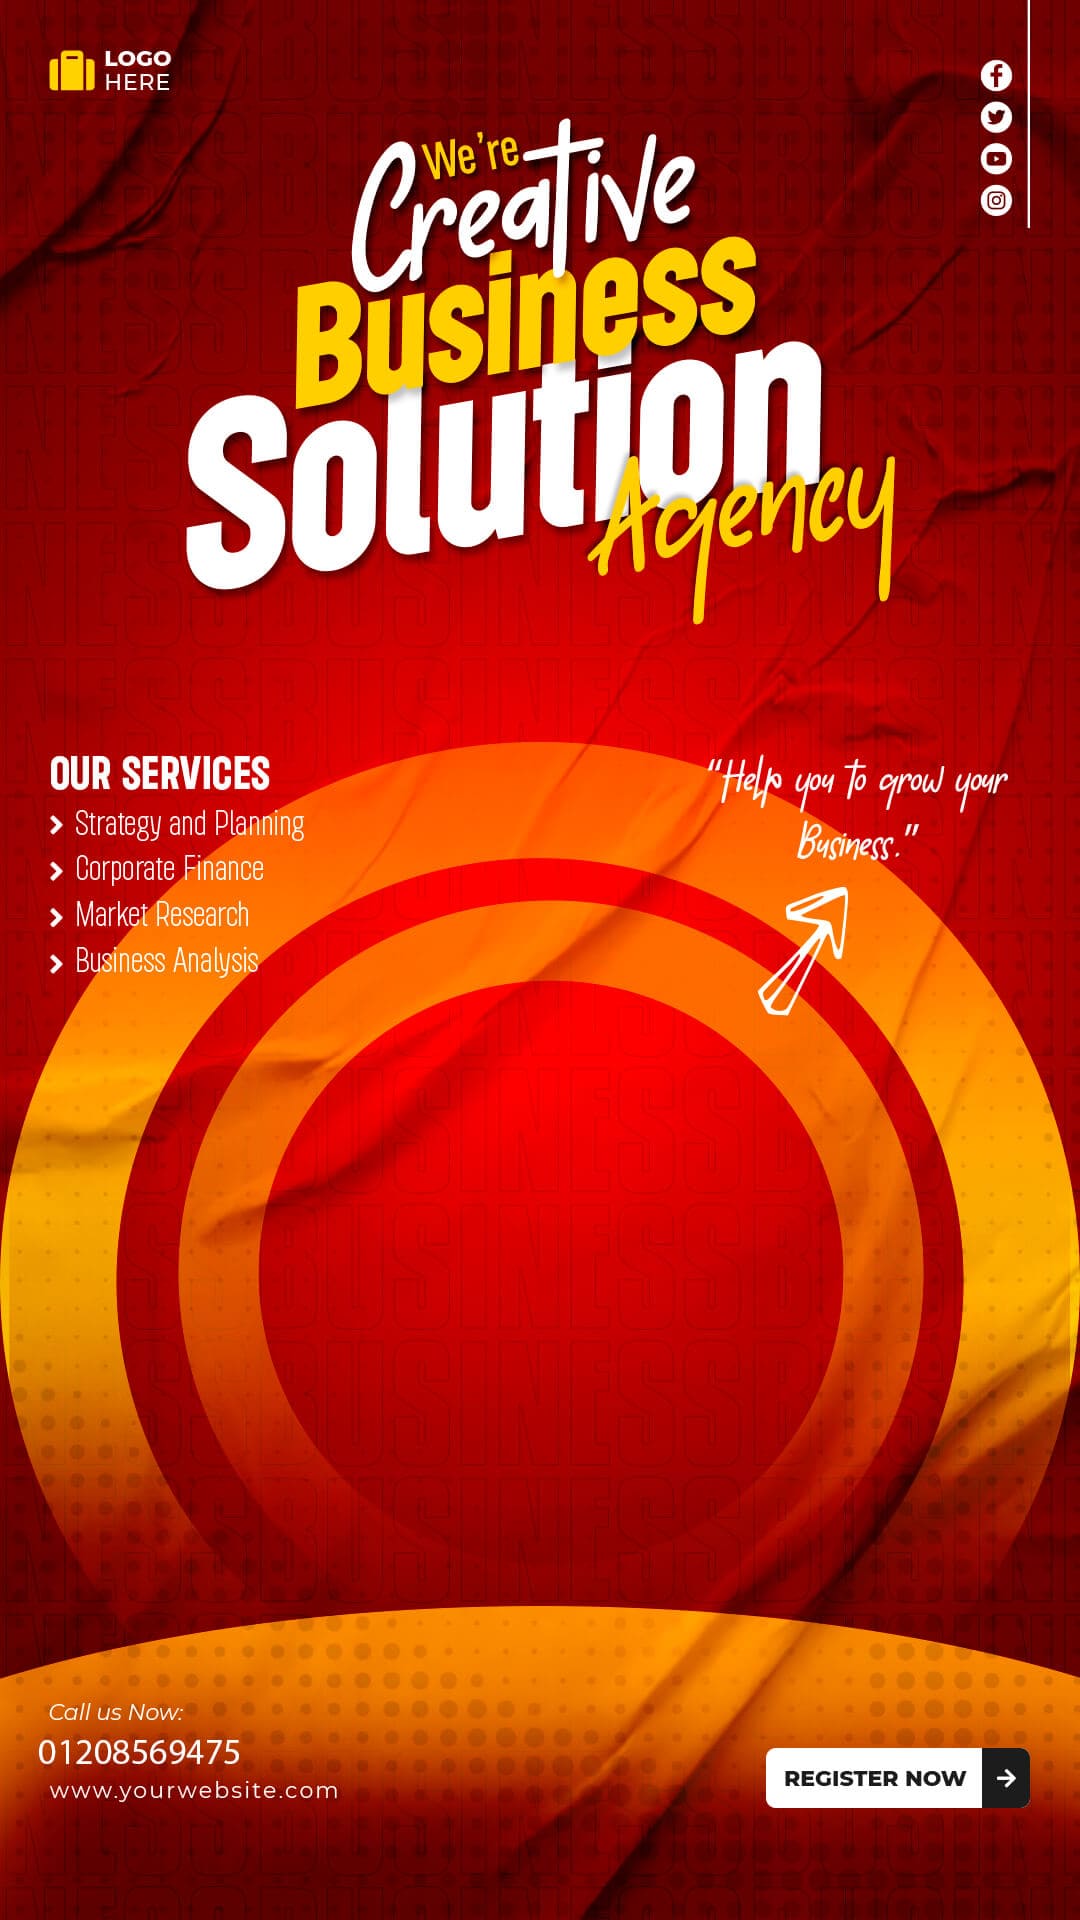 LOGO
HERE
We're
Creative
Business
Solution
Agency
OUR SERVICES
Strategy and Planning
Corporate Finance
Market Research
Business Analysis
“Help you to grow your
Business.”
Call us Now:
01208569475
www.yourwebsite.com
REGISTER NOW